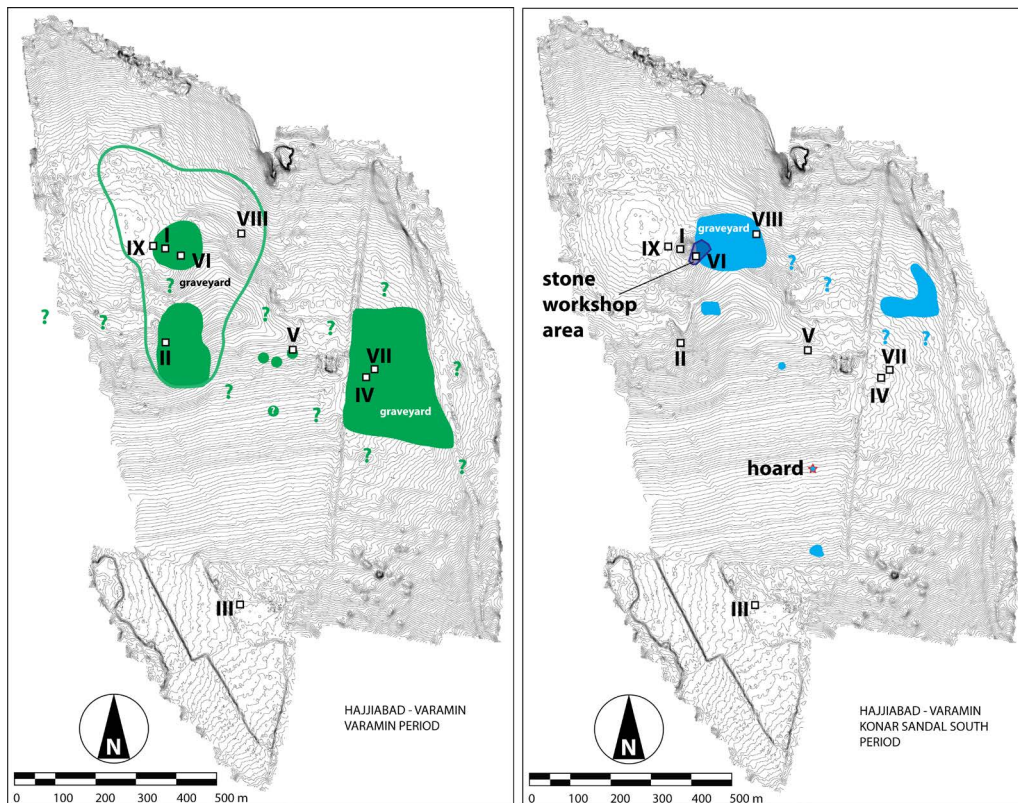 VIII
I
IX
VI
graveyard
?
?
?
?
?
?
V
II
VII
?
IV
?
?
?
graveyard
?
?
III
N
HAJJIABAD - VARAMIN
VARAMIN PERIOD
0 100 200 300 400 500 m
graveyard
VIII
I
IX
VI
?
stone
workshop
area
?
?
?
V
II
VII
IV
hoard
III
N
HAJJIABAD - VARAMIN
KONAR SANDAL SOUTH
PERIOD
0 100 200 300 400 500 m